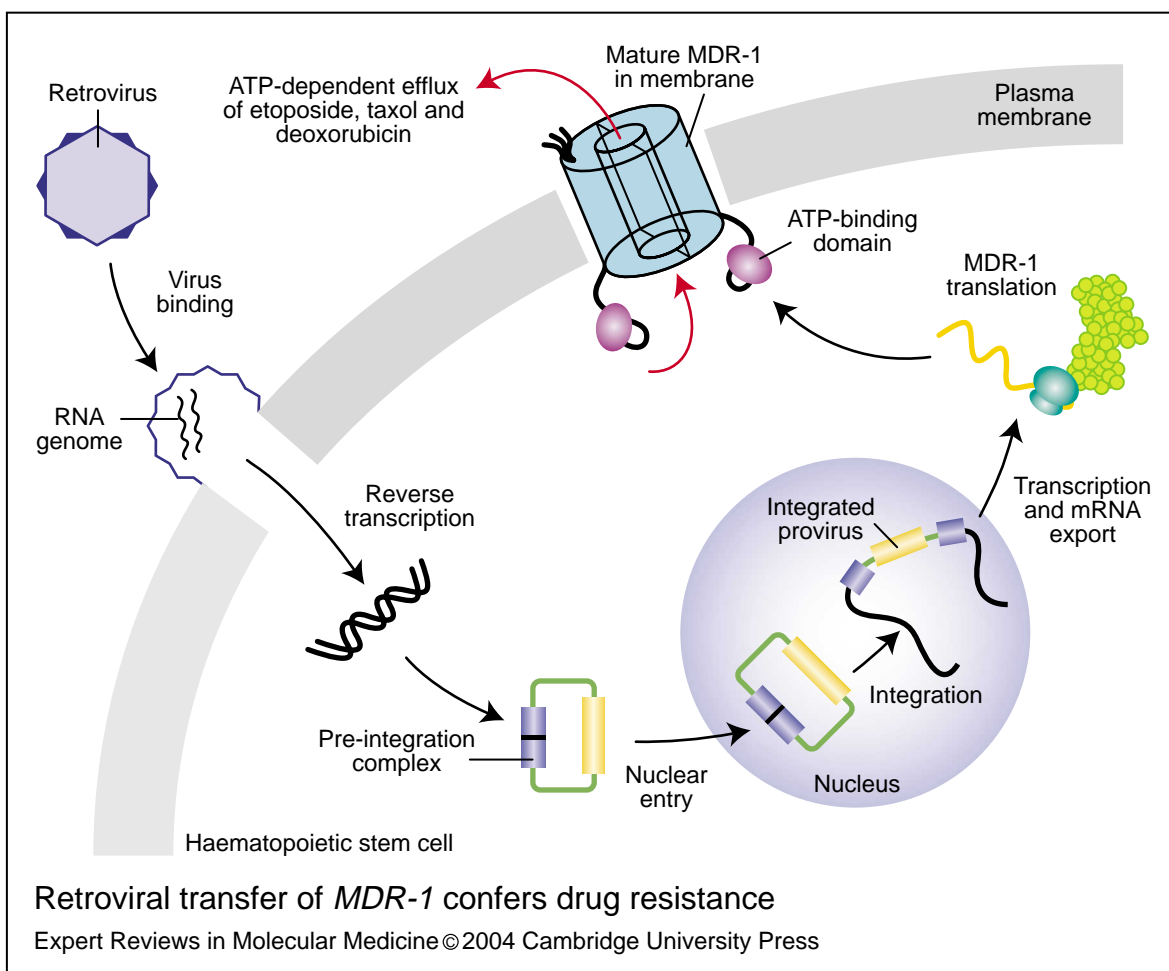 Retrovirus
ATP-dependent efflux
of etoposide, taxol and
deoxorubicin
Mature MDR-1
in membrane
Plasma
membrane
Virus
binding
ATP-binding
domain
MDR-1
translation
RNA
genome
Reverse
transcription
Integrated
provirus
Transcription
and mRNA
export
Pre-integration
complex
Nuclear
entry
Integration
Nucleus
Haematopoietic stem cell
Retroviral transfer of MDR-1 confers drug resistance
Expert Reviews in Molecular Medicine © 2004 Cambridge University Press